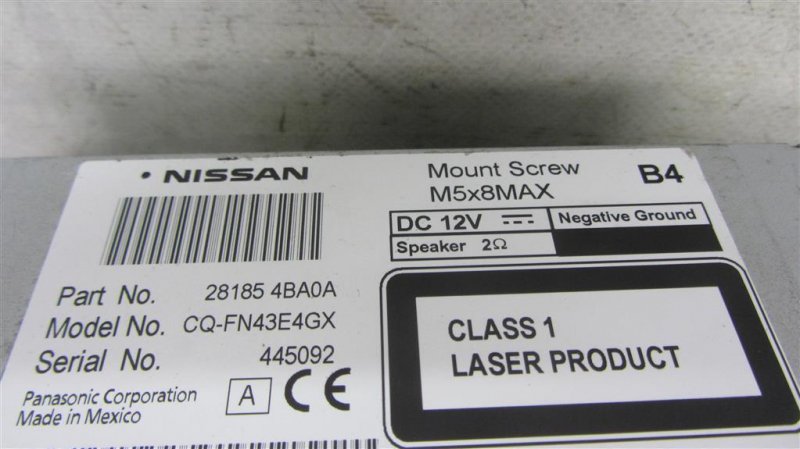 • NISSAN
Mount Screw
M5x8MAX
B4
DC 12V
Negative Ground
Speaker 2Ω
Part No. 28185 4BA0A
Model No. CQ-FN43E4GX
Serial No. 445092
Panasonic Corporation
Made in Mexico
A CE
CLASS 1
LASER PRODUCT